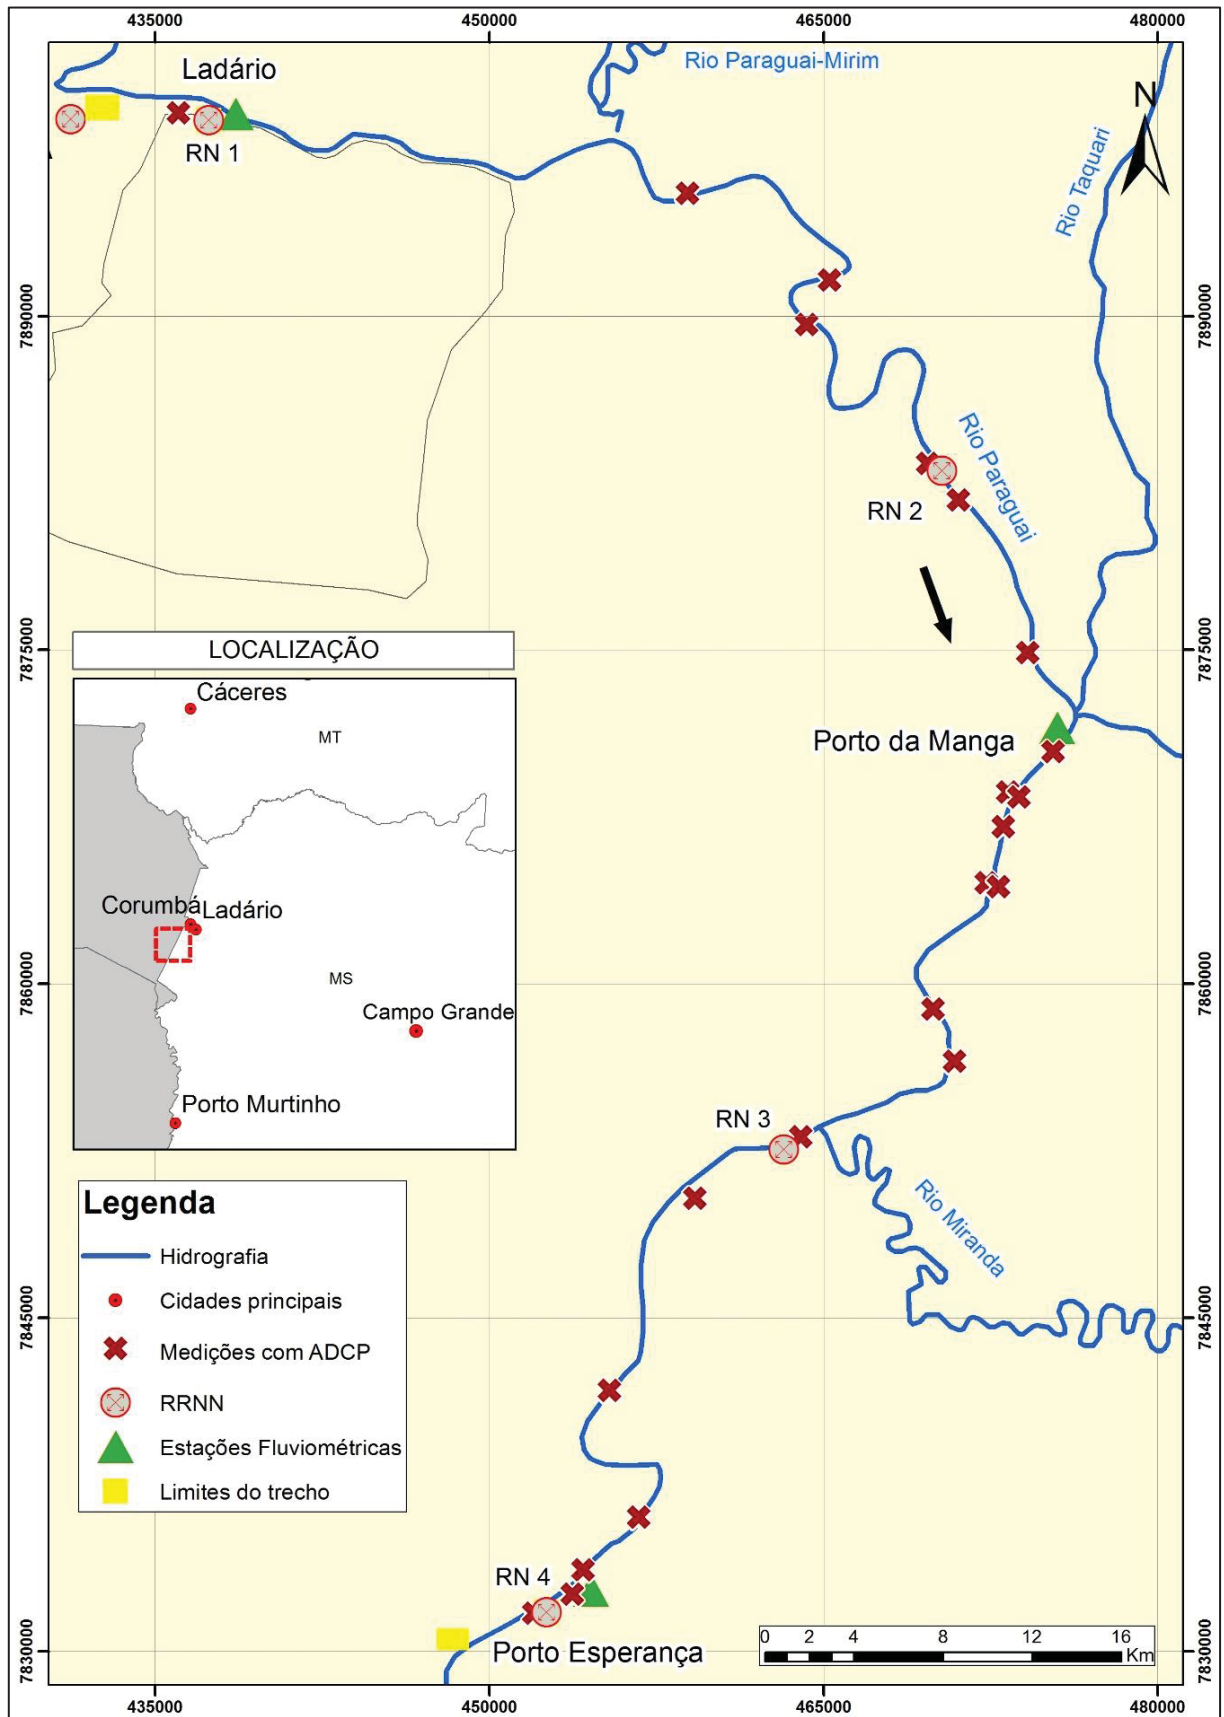 435000 450000 465000 480000
Ladário
Rio Paraguai-Mirim
N
RN 1
Rio Taquari
7890000 7890000
Rio Paraguai
RN 2
7875000 7875000
LOCALIZAÇÃO
Cáceres
MT
Porto da Manga
Corumbá
Ladário
MS
7860000 7860000
Campo Grande
Porto Murtinho
RN 3
Rio Miranda
Legenda
Hidrografia
Cidades principais
7845000 7845000
Medições com ADCP
RRNN
Estações Fluviométricas
Limites do trecho
RN 4
Porto Esperança
0 2 4 8 12 16
Km
7830000 7830000
435000 450000 465000 480000